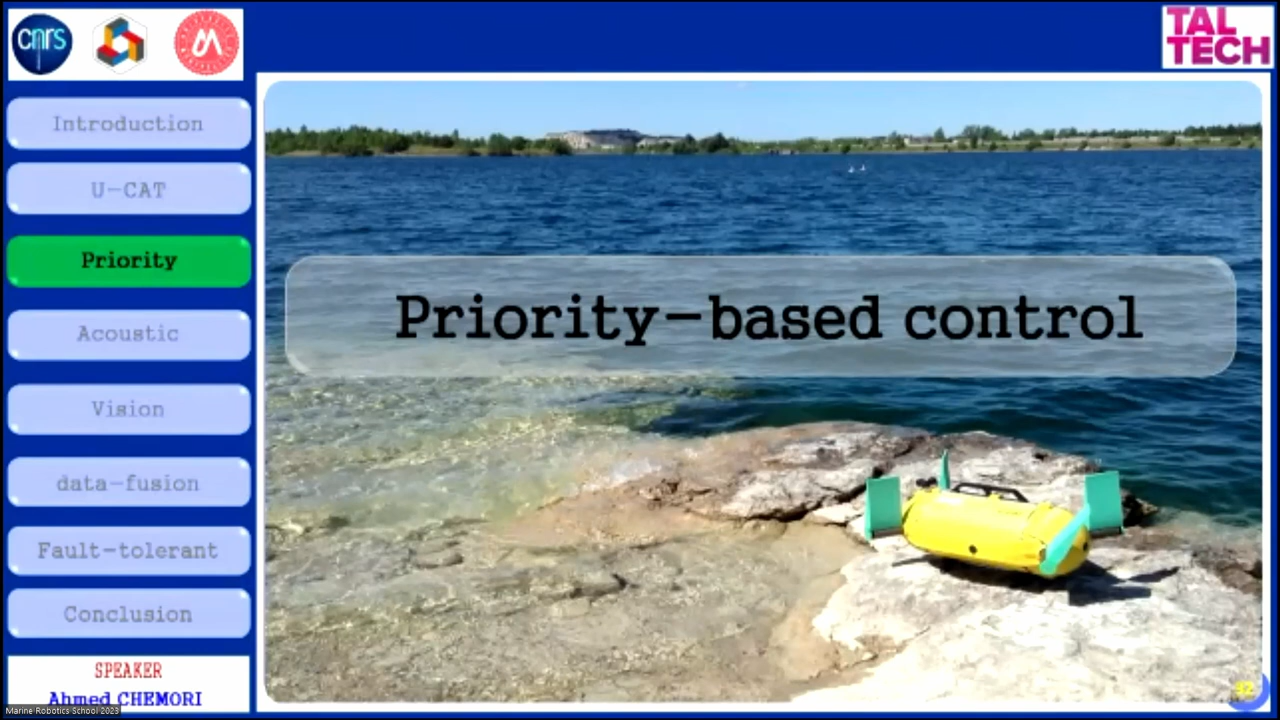 cnrs
TAL
TECH
Introduction
U-CAT
Priority
Acoustic
Vision
data-fusion
Fault-tolerant
Conclusion
SPEAKER
Ahmed CHEMORI
Marine Robotics School 2023
Priority-based control
32